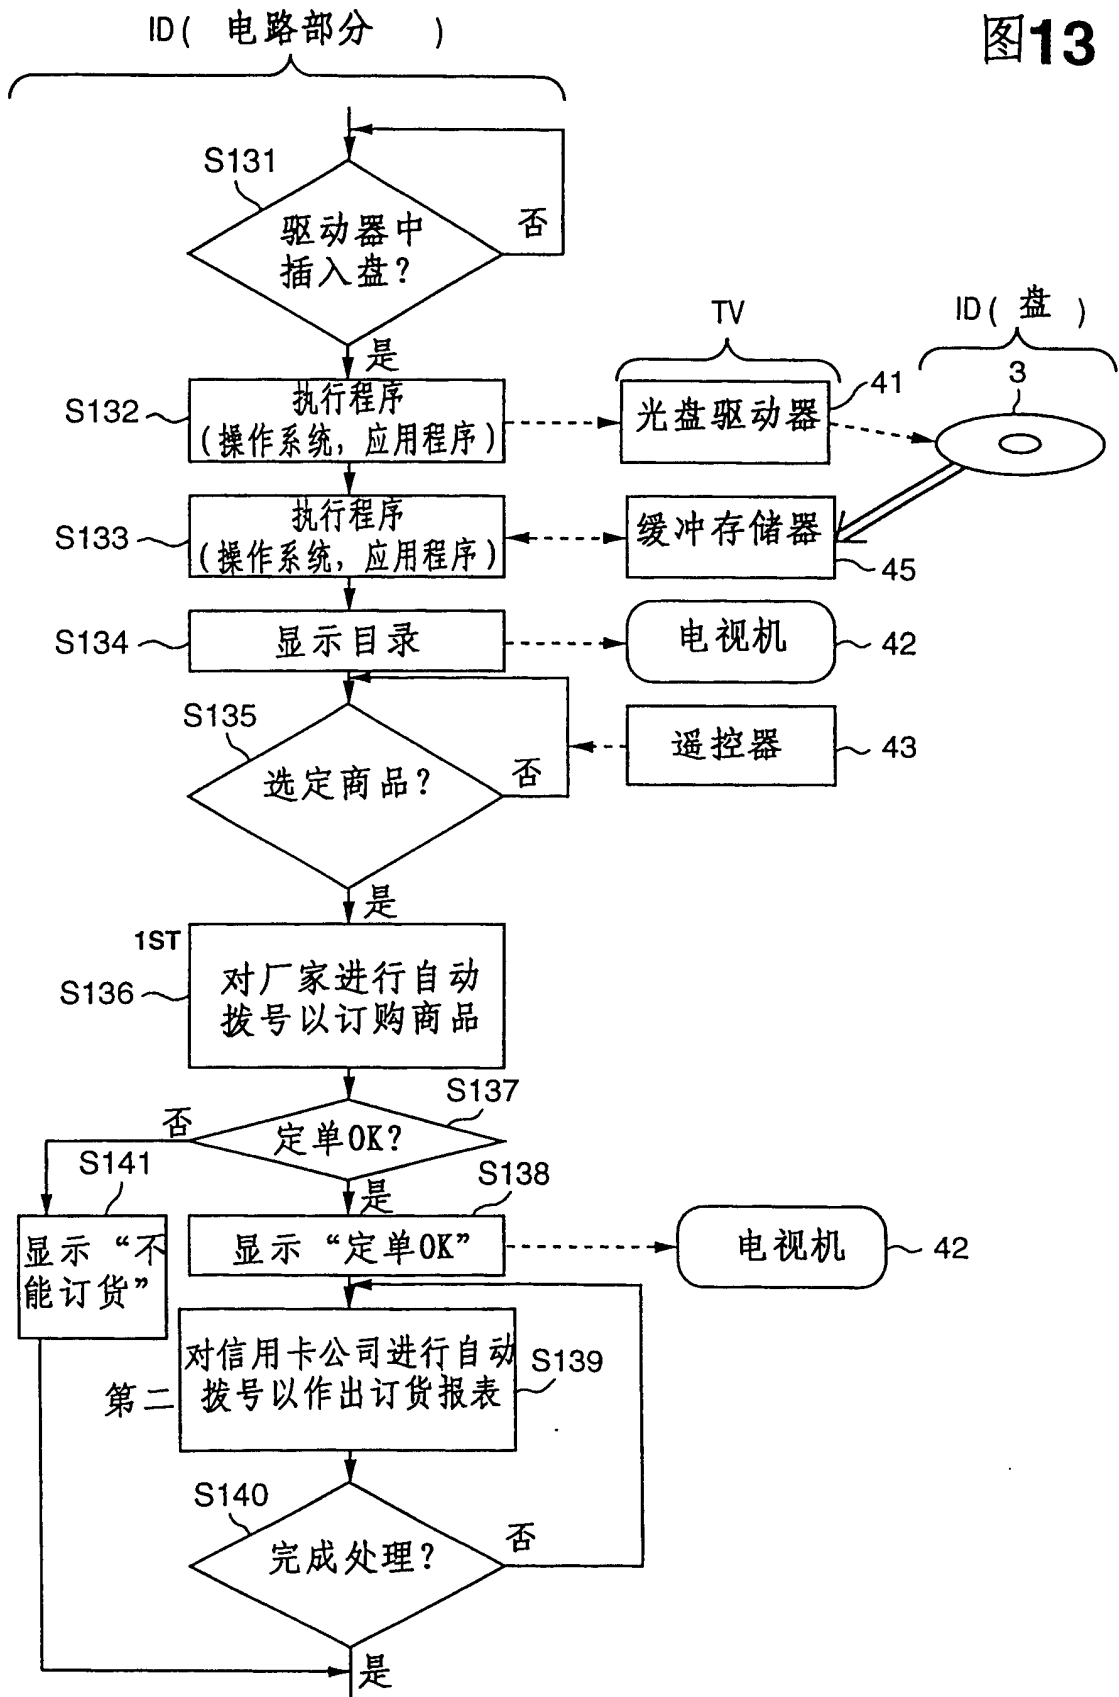 ID( 电路部分 )
图13
S131
驱动器中
插入盘?
否
是
TV
ID( 盘 )
S132
执行程序
(操作系统，应用程序)
光盘驱动器
41
3
S133
执行程序
(操作系统，应用程序)
缓冲存储器
45
S134
显示目录
电视机
42
S135
选定商品?
否
遥控器
43
是
1ST
S136
对厂家进行自动
拨号以订购商品
S137
否
定单OK?
S141
是
S138
显示“不
能订货”
显示“定单OK”
电视机
42
第二
对信用卡公司进行自动
拨号以作出订货报表
S139
S140
完成处理?
否
是